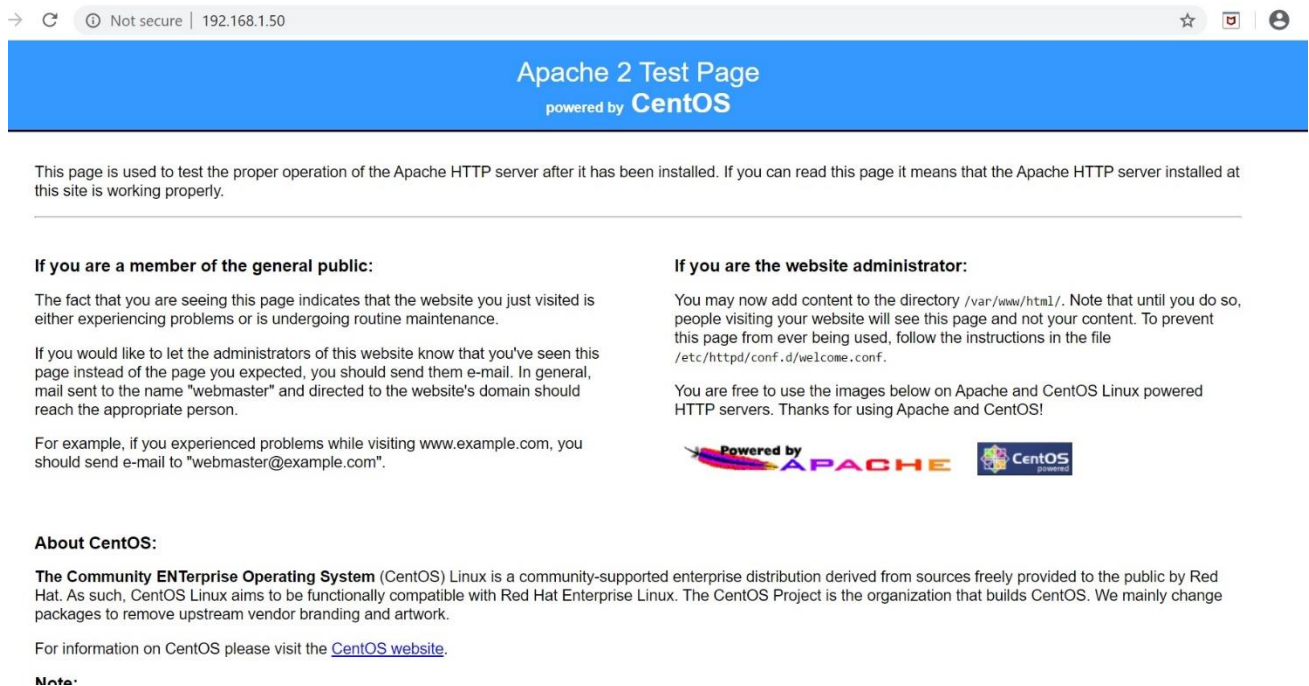 Not secure | 192.168.1.50
Apache 2 Test Page
powered by CentOS
This page is used to test the proper operation of the Apache HTTP server after it has been installed. If you can read this page it means that the Apache HTTP server installed at
this site is working properly.
If you are a member of the general public:
The fact that you are seeing this page indicates that the website you just visited is
either experiencing problems or is undergoing routine maintenance.
If you would like to let the administrators of this website know that you've seen this
page instead of the page you expected, you should send them e-mail. In general,
mail sent to the name "webmaster" and directed to the website's domain should
reach the appropriate person.
For example, if you experienced problems while visiting www.example.com, you
should send e-mail to "webmaster@example.com".
If you are the website administrator:
You may now add content to the directory /var/www/html/. Note that until you do so,
people visiting your website will see this page and not your content. To prevent
this page from ever being used, follow the instructions in the file
/etc/httpd/conf.d/welcome.conf.
You are free to use the images below on Apache and CentOS Linux powered
HTTP servers. Thanks for using Apache and CentOS!
Powered by
APACHE
CentOS
powered
About CentOS:
The Community ENTerprise Operating System (CentOS) Linux is a community-supported enterprise distribution derived from sources freely provided to the public by Red
Hat. As such, CentOS Linux aims to be functionally compatible with Red Hat Enterprise Linux. The CentOS Project is the organization that builds CentOS. We mainly change
packages to remove upstream vendor branding and artwork.
For information on CentOS please visit the CentOS website.
Note: